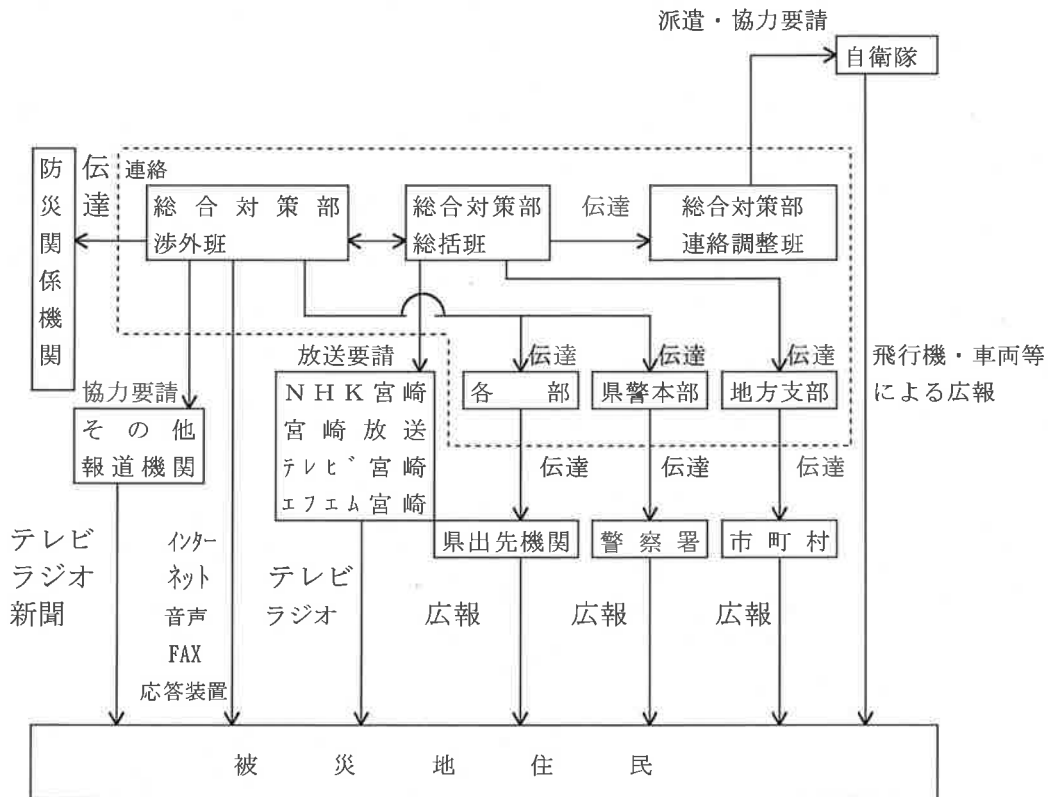 派遣・協力要請
自衛隊
防災関係機関
伝達
連絡
総合対策部
渉外班
総合対策部
総括班
伝達
総合対策部
連絡調整班
放送要請
伝達
伝達
伝達
飛行機・車両等
による広報
協力要請
その他
報道機関
NHK宮崎
宮崎放送
テレビ宮崎
エフエム宮崎
各部
県警本部
地方支部
伝達
伝達
伝達
県出先機関
警察署
市町村
テレビ
ラジオ
新聞
インター
ネット
音声
FAX
応答装置
テレビ
ラジオ
広報
広報
広報
被災地住民